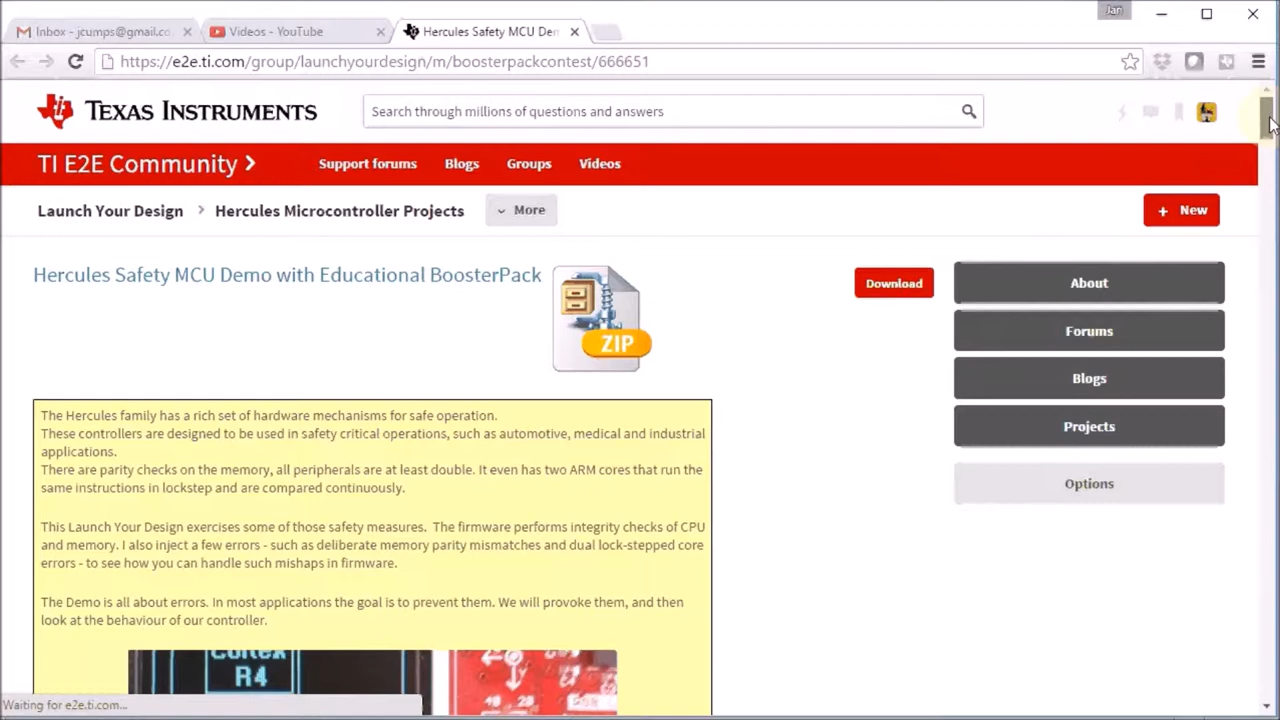 Jan
Inbox - jcumps@gmail.co
Videos - YouTube
Hercules Safety MCU Dem
https://e2e.ti.com/group/launchyourdesign/m/boosterpackcontest/666651
TEXAS INSTRUMENTS
Search through millions of questions and answers
TI E2E Community
Support forums
Blogs
Groups
Videos
Launch Your Design
Hercules Microcontroller Projects
More
+ New
Hercules Safety MCU Demo with Educational BoosterPack
ZIP
Download
About
Forums
Blogs
Projects
Options
The Hercules family has a rich set of hardware mechanisms for safe operation.
These controllers are designed to be used in safety critical operations, such as automotive, medical and industrial
applications.
There are parity checks on the memory, all peripherals are at least double. It even has two ARM cores that run the
same instructions in lockstep and are compared continuously.
This Launch Your Design exercises some of those safety measures. The firmware performs integrity checks of CPU
and memory. I also inject a few errors - such as deliberate memory parity mismatches and dual lock-stepped core
errors - to see how you can handle such mishaps in firmware.
The Demo is all about errors. In most applications the goal is to prevent them. We will provoke them, and then
look at the behaviour of our controller.
Cortex
R4
Waiting for e2e.ti.com...